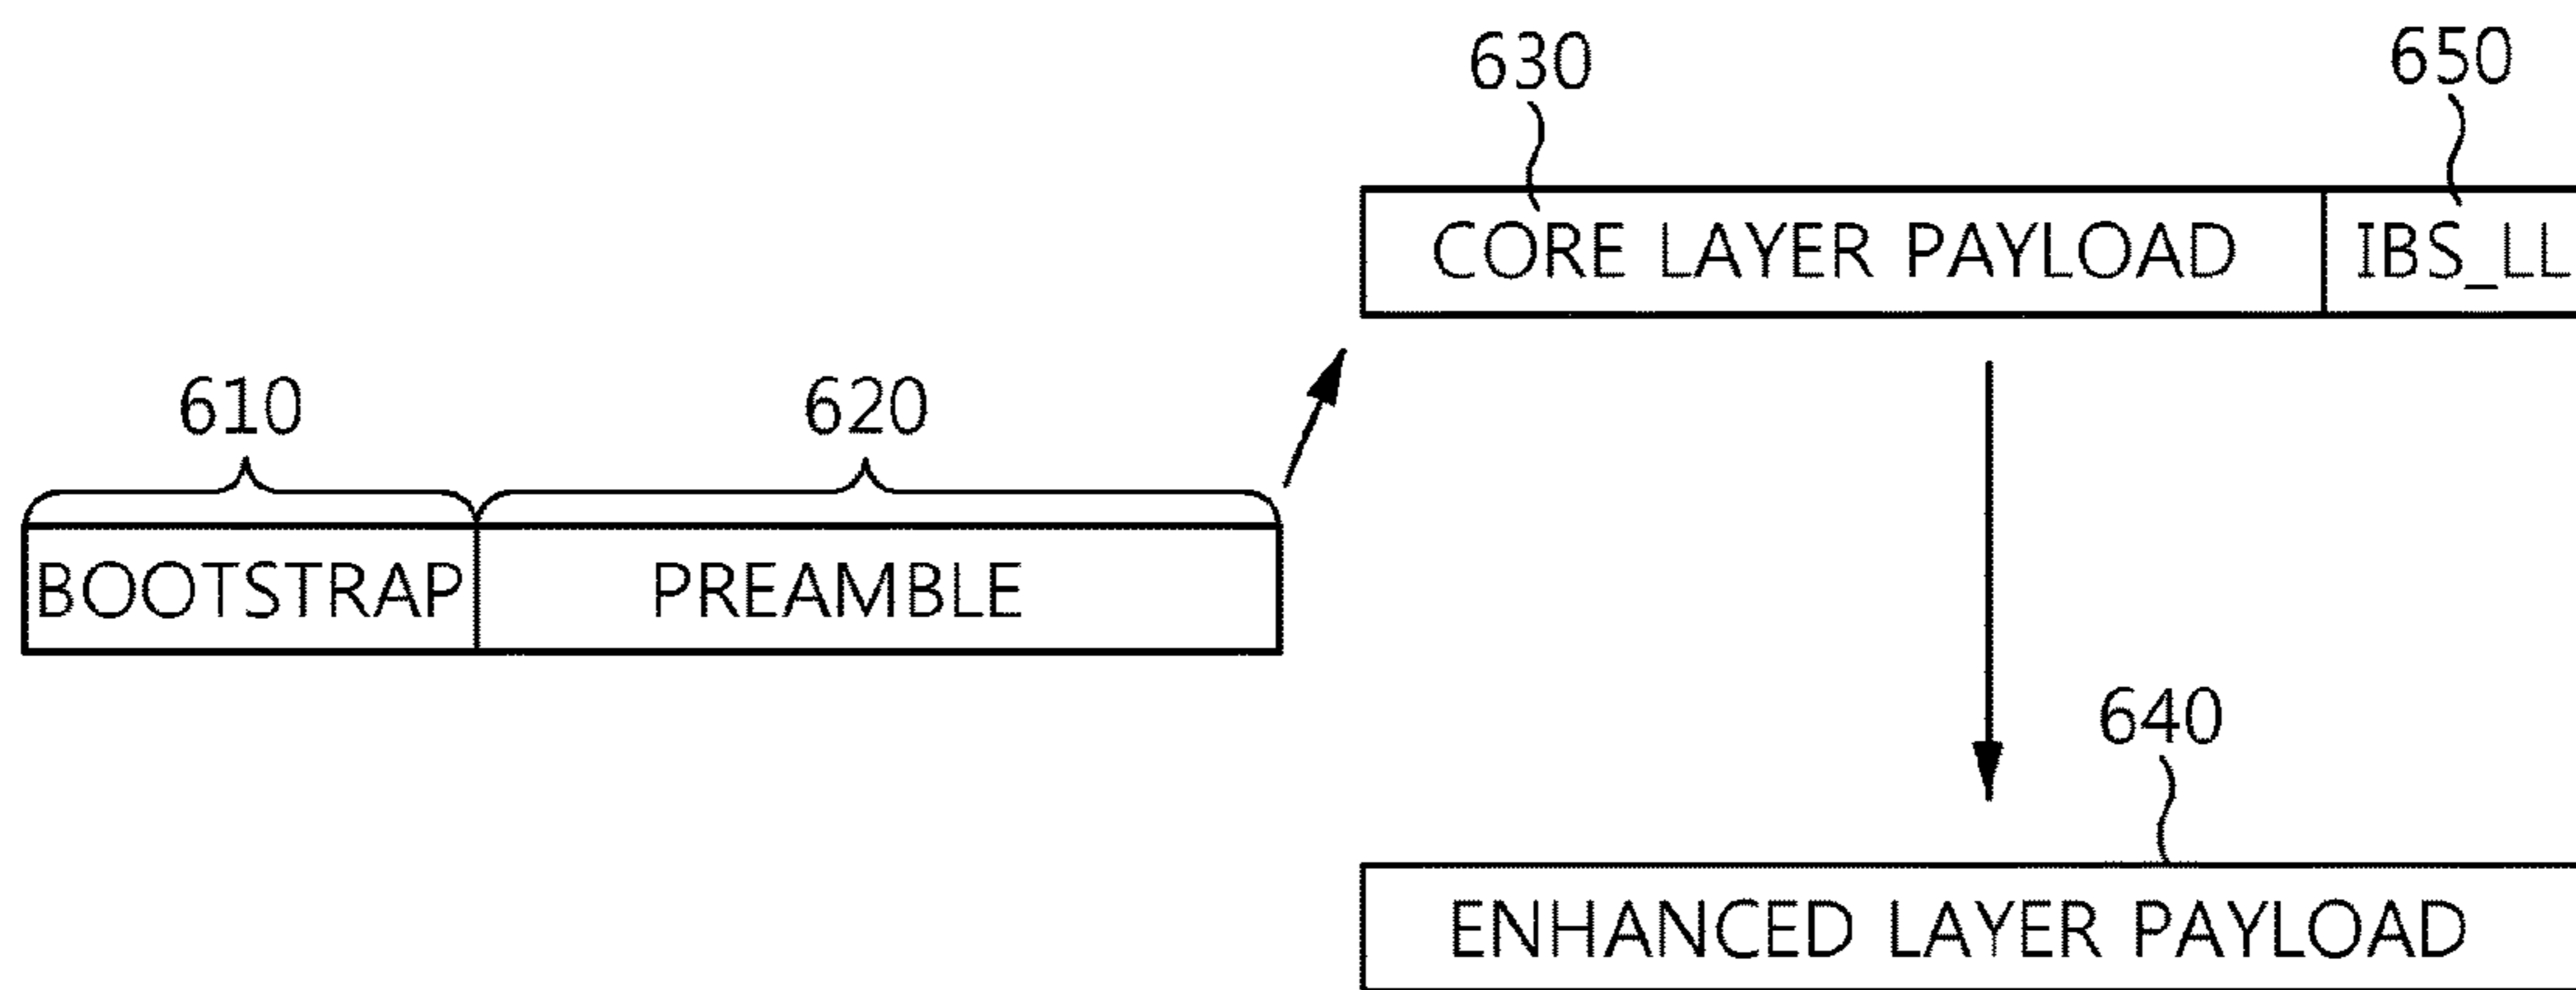 630
650
CORE LAYER PAYLOAD
IBS_LL
610
620
BOOTSTRAP
PREAMBLE
640
ENHANCED LAYER PAYLOAD